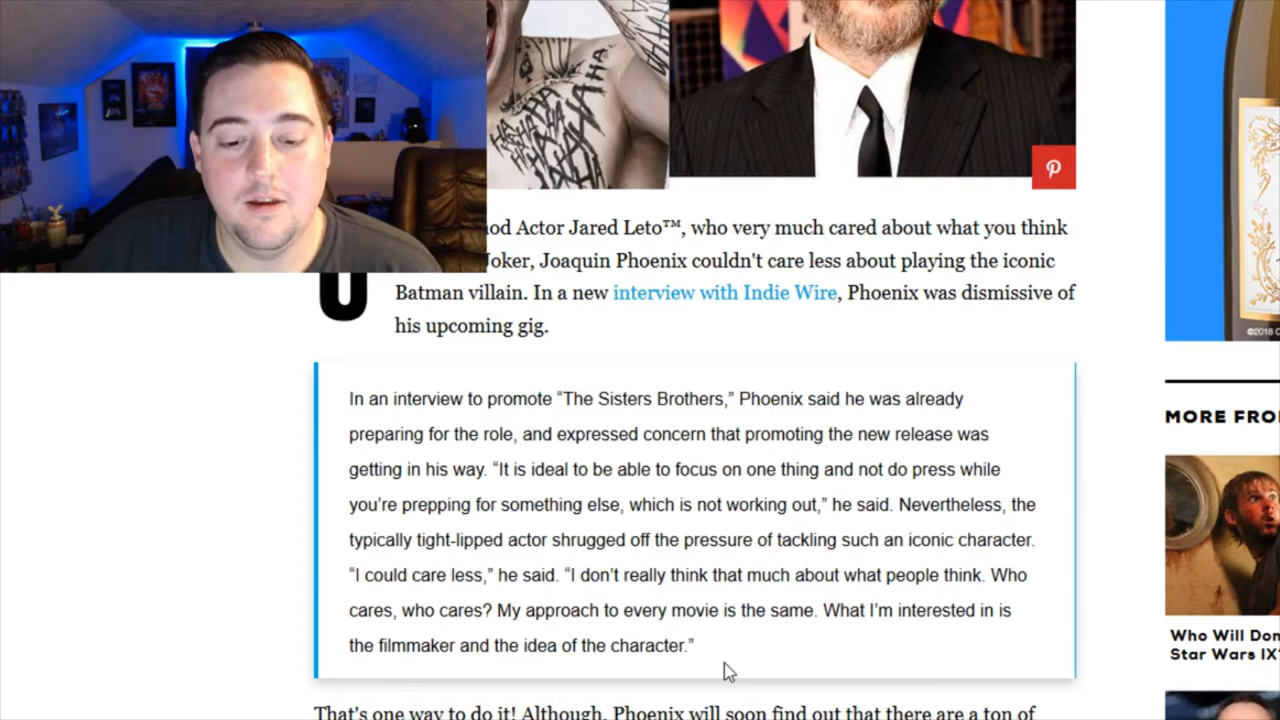 HA
HAHAHA
od Actor Jared Leto™, who very much cared about what you think
Joker, Joaquin Phoenix couldn't care less about playing the iconic
U
Batman villain. In a new interview with Indie Wire, Phoenix was dismissive of
his upcoming gig.
In an interview to promote “The Sisters Brothers,” Phoenix said he was already
preparing for the role, and expressed concern that promoting the new release was
getting in his way. “It is ideal to be able to focus on one thing and not do press while
you’re prepping for something else, which is not working out,” he said. Nevertheless, the
typically tight-lipped actor shrugged off the pressure of tackling such an iconic character.
“I could care less,” he said. “I don’t really think that much about what people think. Who
cares, who cares? My approach to every movie is the same. What I’m interested in is
the filmmaker and the idea of the character.”
That's one way to do it! Although, Phoenix will soon find out that there are a ton of
©2018 C
MORE FRO
Who Will Don
Star Wars IX